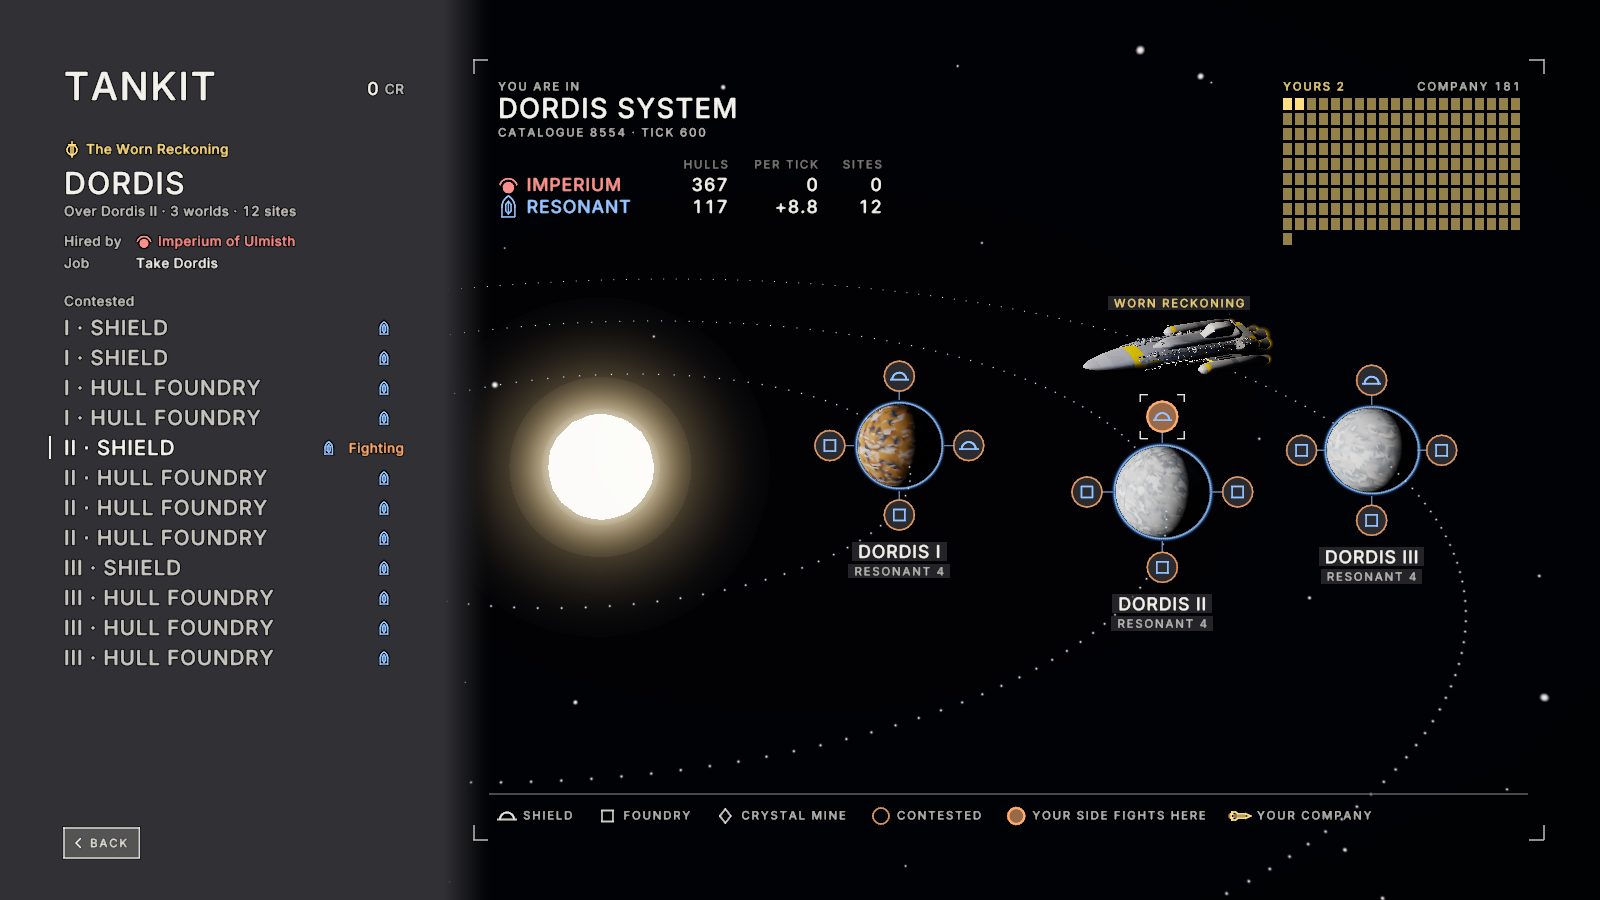 TANKIT
0 CR
The Worn Reckoning
DORDIS
Over Dordis II · 3 worlds · 12 sites
Hired by Imperium of Ulmisth
Job Take Dordis
Contested
I · SHIELD
I · SHIELD
I · HULL FOUNDRY
I · HULL FOUNDRY
II · SHIELD Fighting
II · HULL FOUNDRY
II · HULL FOUNDRY
II · HULL FOUNDRY
III · SHIELD
III · HULL FOUNDRY
III · HULL FOUNDRY
III · HULL FOUNDRY
< BACK
YOU ARE IN
DORDIS SYSTEM
CATALOGUE 8554 · TICK 600
HULLS PER TICK SITES
IMPERIUM 367 0 0
RESONANT 117 +8.8 12
YOURS 2 COMPANY 181
WORN RECKONING
DORDIS I
RESONANT 4
DORDIS II
RESONANT 4
DORDIS III
RESONANT 4
SHIELD FOUNDRY CRYSTAL MINE CONTESTED YOUR SIDE FIGHTS HERE YOUR COMPANY